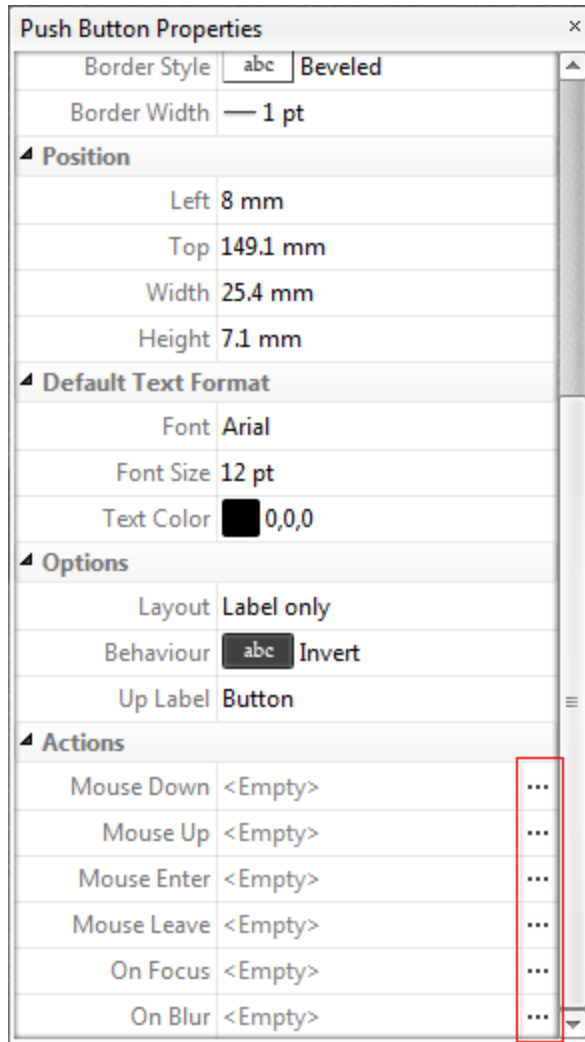 Push Button Properties ×
Border Style abc Beveled
Border Width 1 pt
Position
Left 8 mm
Top 149.1 mm
Width 25.4 mm
Height 7.1 mm
Default Text Format
Font Arial
Font Size 12 pt
Text Color 0,0,0
Options
Layout Label only
Behaviour abc Invert
Up Label Button
Actions
Mouse Down <Empty> ...
Mouse Up <Empty> ...
Mouse Enter <Empty> ...
Mouse Leave <Empty> ...
On Focus <Empty> ...
On Blur <Empty> ...